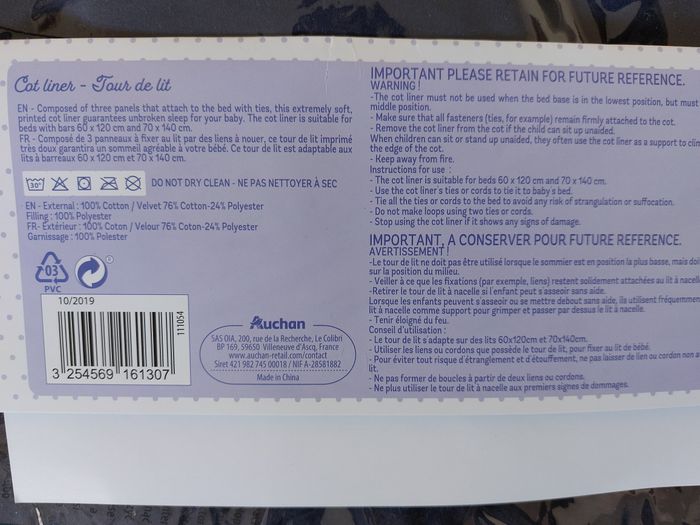 Cot liner - Tour de lit
EN - Composed of three panels that attach to the bed with ties, this extremely soft,
printed cot liner guarantees unbroken sleep for your baby. The cot liner is suitable for
beds with bars 60 x 120 cm and 70 x 140 cm.
FR - Composé de 3 panneaux à fixer au lit par des liens à nouer, ce tour de lit imprimé
très doux garantira un sommeil agréable à votre bébé. Ce tour de lit est adaptable aux
lits à barreaux 60 cm x 120 cm et 70 x 140 cm.
30°
DO NOT DRY CLEAN - NE PAS NETTOYER À SEC
EN - External : 100% Cotton / Velvet 76% Cotton-24% Polyester
Filling : 100% Polyester
FR- Extérieur : 100% Coton / Velour 76% Coton-24% Polyester
Garnissage : 100% Polester
03
PVC
10/2019
111054
3 254569 161307
Auchan
SAS OIA, 200, rue de la Recherche, Le Colibri
BP 169, 59650 Villeneuve d'Ascq, France
www.auchan-retail.com/contact
Siret 421 982 745 00018 / NIF A-28581882
Made in China
IMPORTANT PLEASE RETAIN FOR FUTURE REFERENCE.
WARNING !
-The cot liner must not be used when the bed base is in the lowest position, but must
middle position.
- Make sure that all fasteners (ties, for example) remain firmly attached to the cot.
- Remove the cot liner from the cot if the child can sit up unaided.
When children can sit or stand up unaided, they often use the cot liner as a support to
the edge of the cot.
- Keep away from fire.
Instructions for use :
- The cot liner is suitable for beds 60 x 120 cm and 70 x 140 cm.
- Use the cot liner's ties or cords to tie it to baby's bed.
- Tie all the ties or cords to the bed to avoid any risk of strangulation or suffocation.
- Do not make loops using two ties or cords.
- Stop using the cot liner if it shows any signs of damage.
IMPORTANT, A CONSERVER POUR FUTURE REFERENCE.
AVERTISSEMENT !
-Le tour de lit ne doit pas être utilisé lorsque le sommier est en position la plus basse, mais
sur la position du milieu.
- Veiller à ce que les fixations (par exemple, liens) restent solidement attachées au lit à
-Retirer le tour de lit à nacelle si l'enfant peut s'asseoir sans aide.
Lorsque les enfants peuvent s'asseoir ou se mettre debout sans aide, ils utilisent
lit à nacelle comme support pour grimper et passer par dessus le lit à nacelle.
- Tenir éloigné du feu.
Conseil d'utilisation :
- Le tour de lit s'adapte sur des lits 60x120cm et 70x140cm.
- Utiliser les liens ou cordons que possède le tour de lit, pour fixer au lit de bébé.
- Pour éviter tout risque d'étranglement et d'étouffement, ne pas laisser de lien ou cordon non
lit.
- Ne pas former de boucles à partir de deux liens ou cordons.
- Ne plus utiliser le tour de lit à nacelle aux premiers signes de dommages.